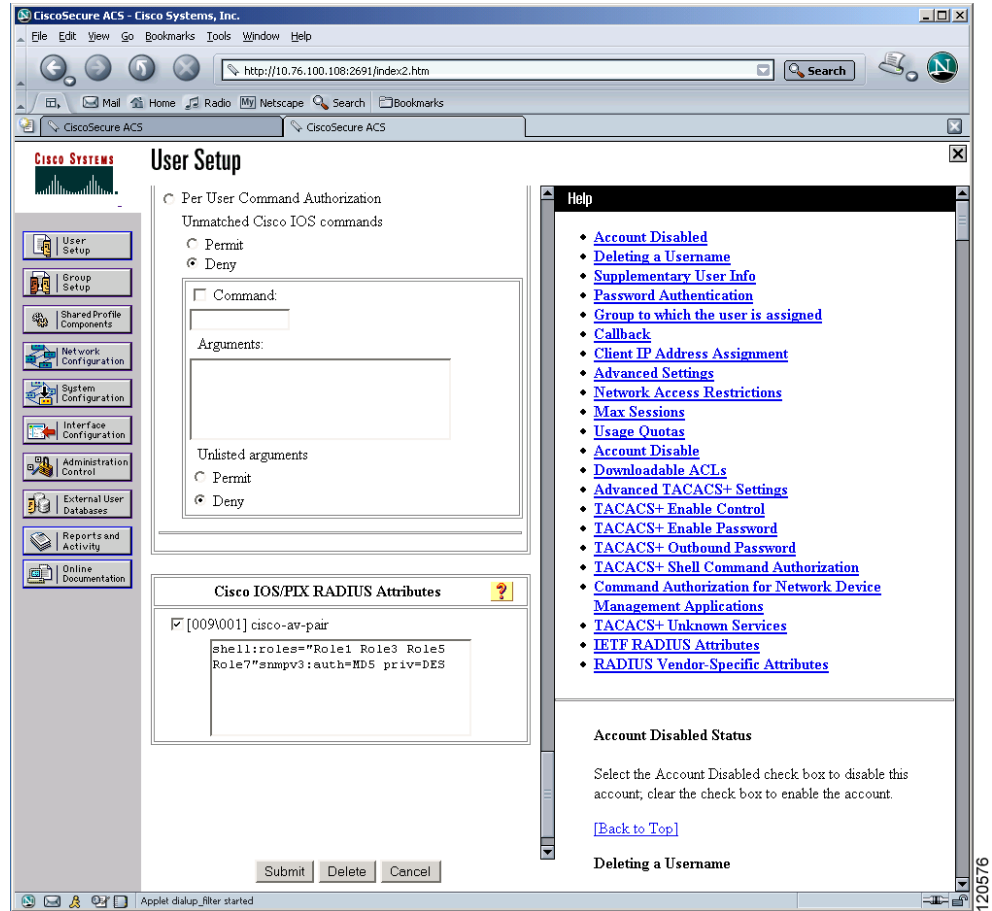 CiscoSecure ACS - Cisco Systems, Inc.
File Edit View Go Bookmarks Tools Window Help
http://10.76.100.108:2691/index2.htm
Search
N
Mail Home Radio My Netscape Search Bookmarks
CiscoSecure ACS CiscoSecure ACS
CISCO SYSTEMS
User Setup
User Setup
Group Setup
Shared Profile Components
Network Configuration
System Configuration
Interface Configuration
Administration Control
External User Databases
Reports and Activity
Online Documentation
Per User Command Authorization
Unmatched Cisco IOS commands
Permit
Deny
Command:
Arguments:
Unlisted arguments
Permit
Deny
Cisco IOS/PIX RADIUS Attributes ?
[009\001] cisco-av-pair
shell:roles="Role1 Role3 Role5
Role7"snmpv3:auth=MD5 priv=DES
Submit Delete Cancel
Help
Account Disabled
Deleting a Username
Supplementary User Info
Password Authentication
Group to which the user is assigned
Callback
Client IP Address Assignment
Advanced Settings
Network Access Restrictions
Max Sessions
Usage Quotas
Account Disable
Downloadable ACLs
Advanced TACACS+ Settings
TACACS+ Enable Control
TACACS+ Enable Password
TACACS+ Outbound Password
TACACS+ Shell Command Authorization
Command Authorization for Network Device
Management Applications
TACACS+ Unknown Services
IETF RADIUS Attributes
RADIUS Vendor-Specific Attributes
Account Disabled Status
Select the Account Disabled check box to disable this
account; clear the check box to enable the account.
[Back to Top]
Deleting a Username
Applet dialup_filter started
120576